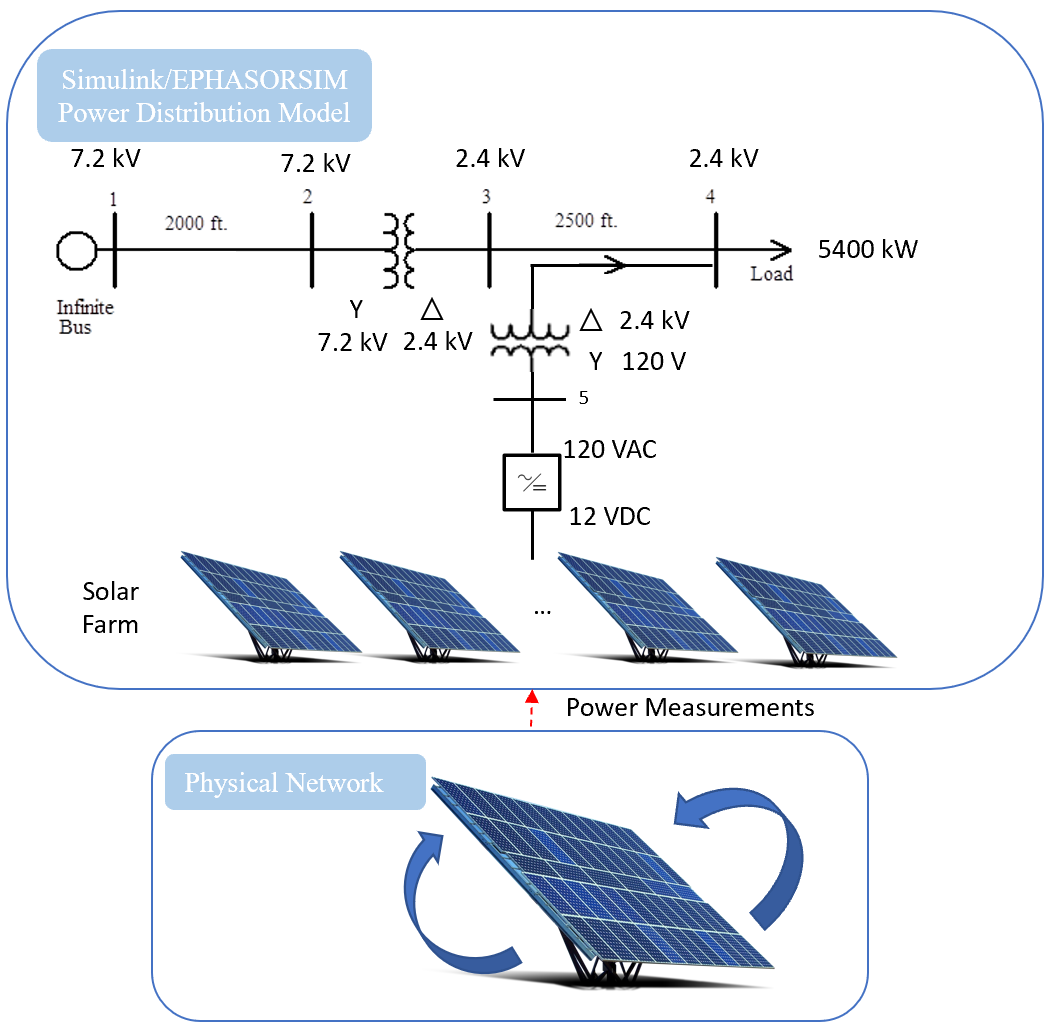 Simulink/EPHASORSIM
Power Distribution Model
7.2 kV
7.2 kV
2.4 kV
2.4 kV
1
2
3
4
2000 ft.
2500 ft.
5400 kW
Load
Infinite
Bus
Y
△
7.2 kV
2.4 kV
△ 2.4 kV
Y 120 V
5
120 VAC
~/=
12 VDC
Solar
Farm
...
Power Measurements
Physical Network